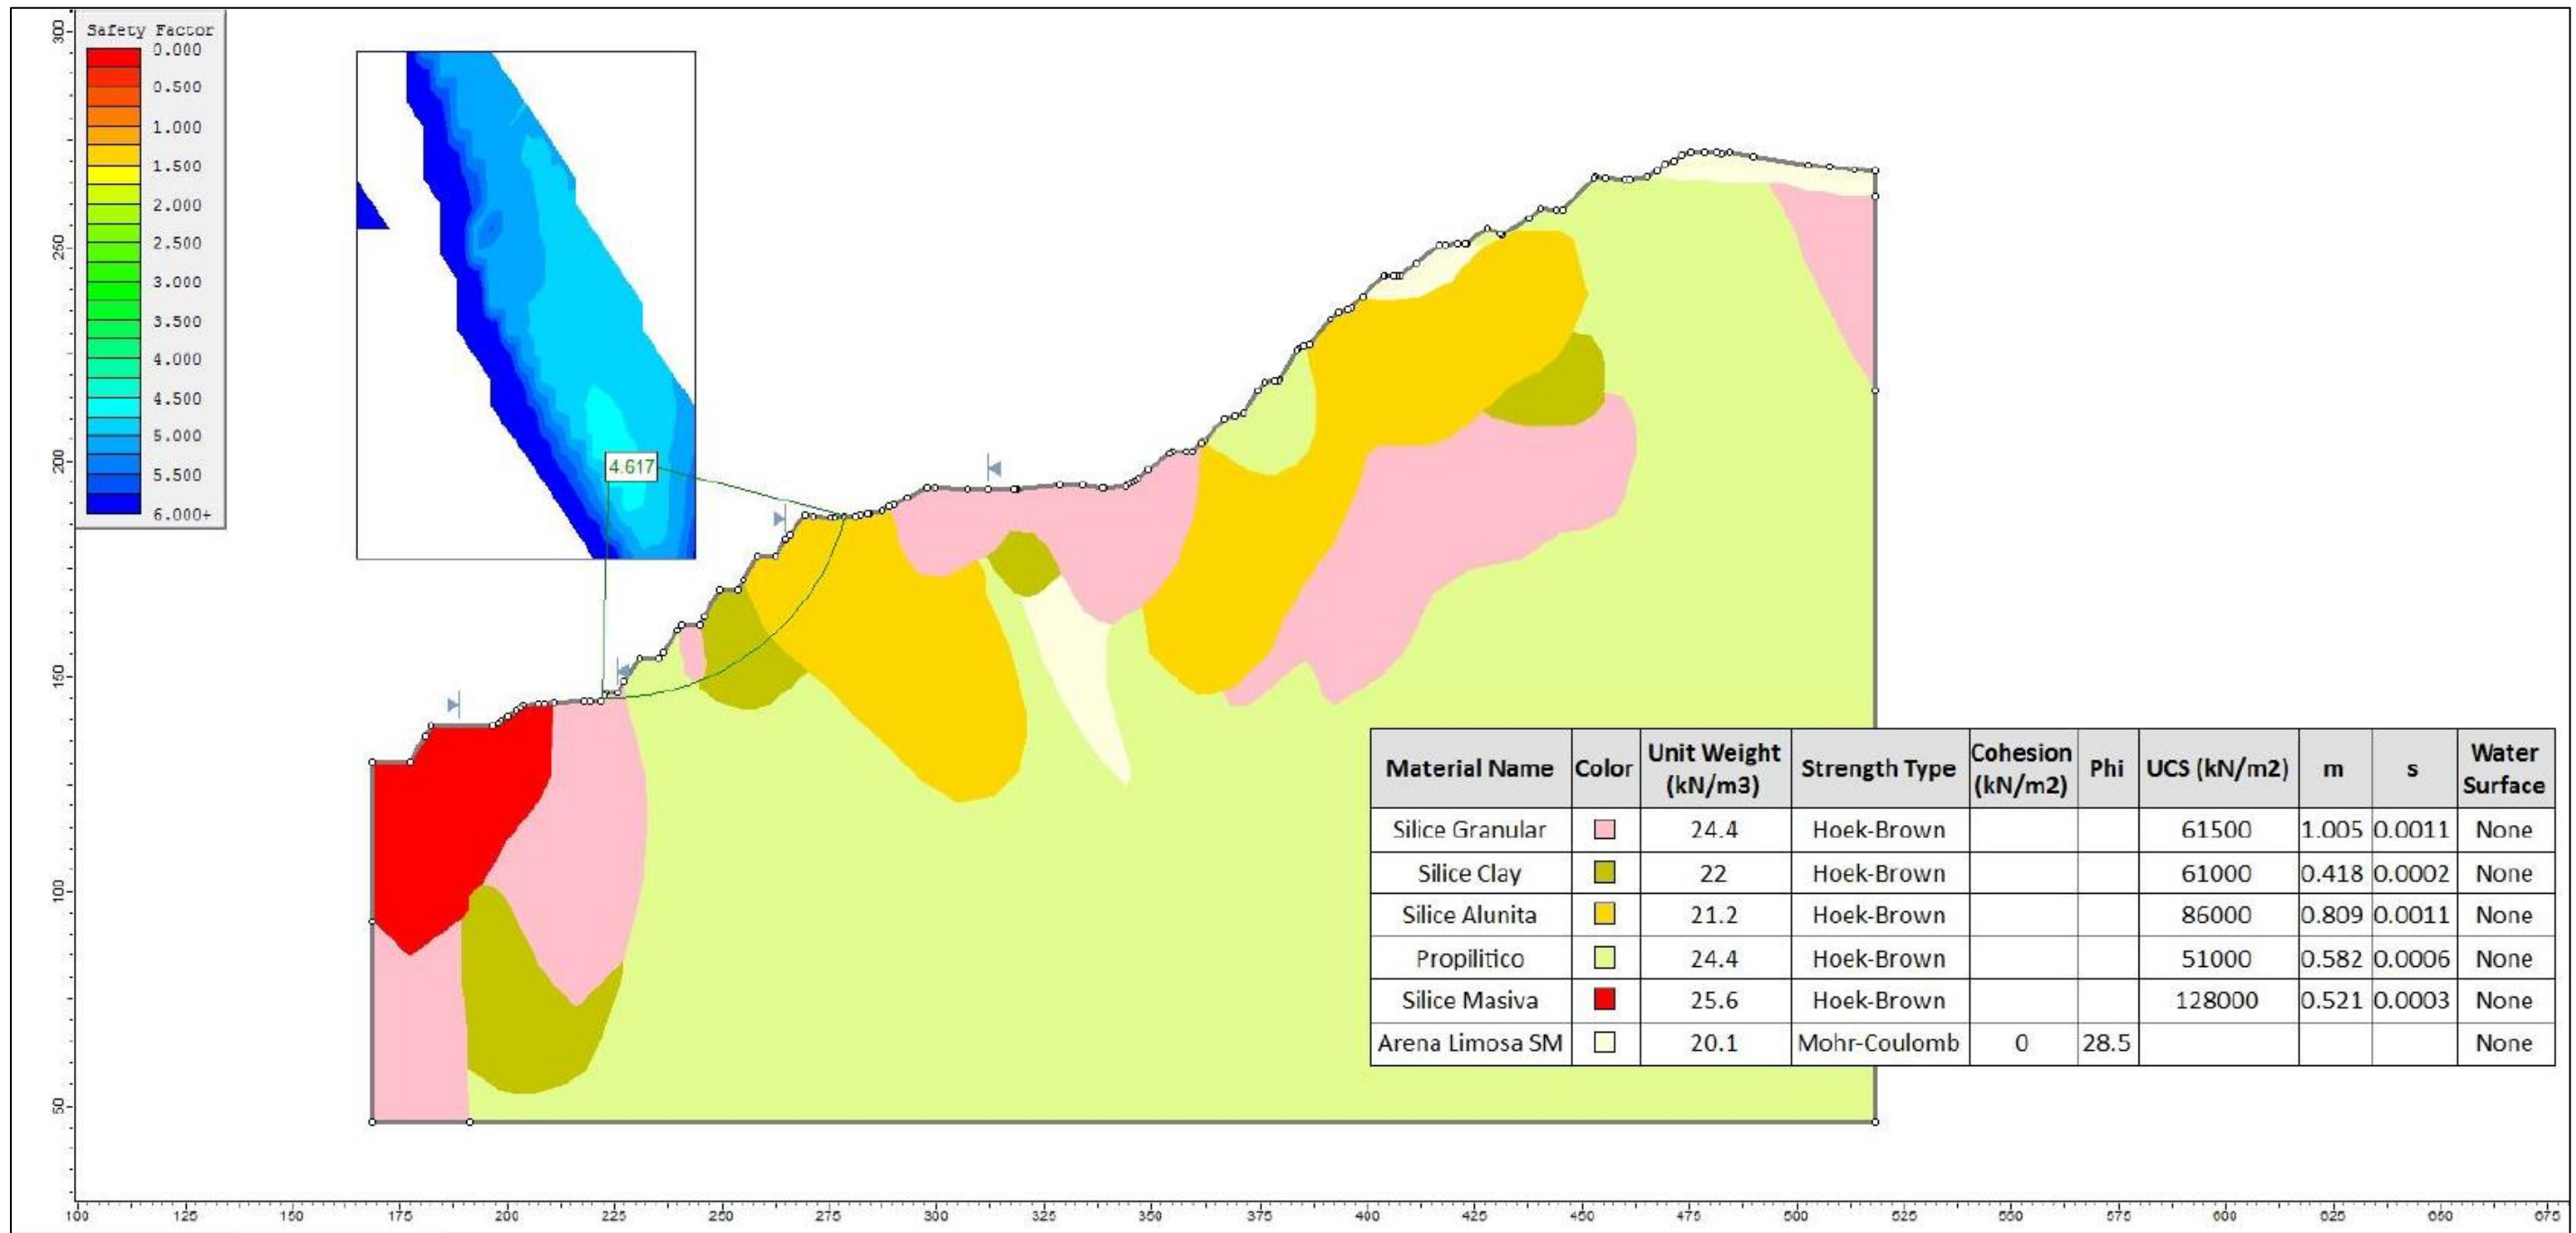 Safety Factor
0.000
0.500
1.000
1.500
2.000
2.500
3.000
3.500
4.000
4.500
5.000
5.500
6.000+
300
250
200
150
100
50
4.617
Material Name Color Unit Weight (kN/m3) Strength Type Cohesion (kN/m2) Phi UCS (kN/m2) m s Water Surface
Silice Granular 24.4 Hoek-Brown 61500 1.005 0.0011 None
Silice Clay 22 Hoek-Brown 61000 0.418 0.0002 None
Silice Alunita 21.2 Hoek-Brown 86000 0.809 0.0011 None
Propilitico 24.4 Hoek-Brown 51000 0.582 0.0006 None
Silice Masiva 25.6 Hoek-Brown 128000 0.521 0.0003 None
Arena Limosa SM 20.1 Mohr-Coulomb 0 28.5 None
100 125 150 175 200 225 250 275 300 325 350 375 400 425 450 475 500 525 550 575 600 625 650 675